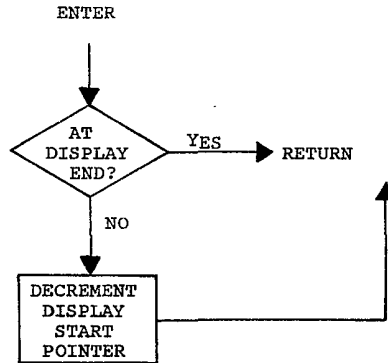 ENTER
AT
DISPLAY
END?
YES
RETURN
NO
DECREMENT
DISPLAY
START
POINTER